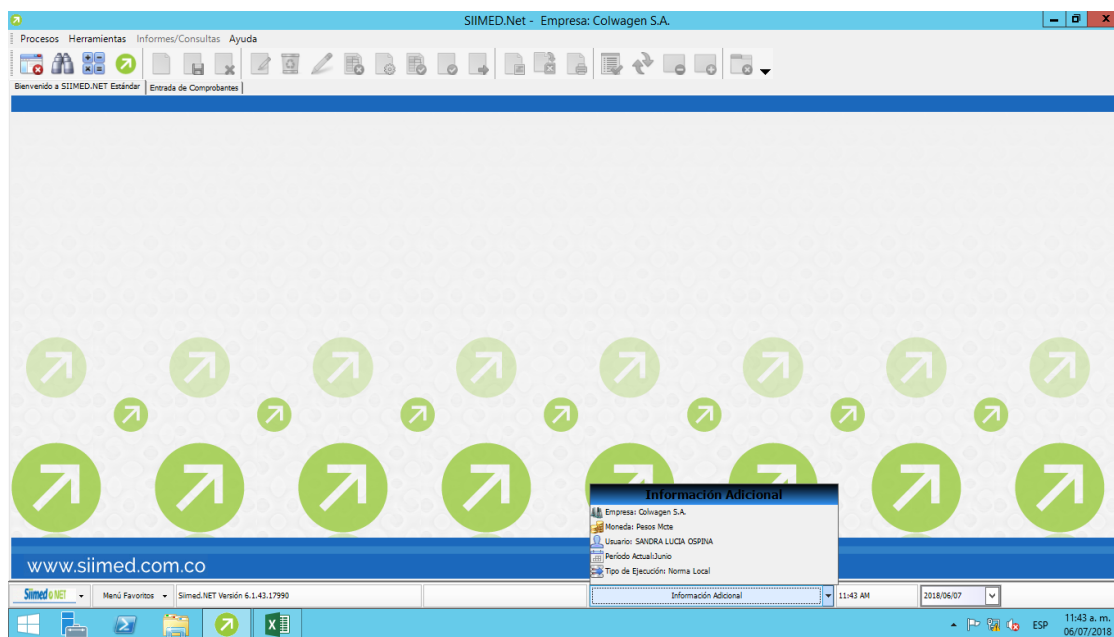 SIIMED.Net - Empresa: Colwagen S.A.
Procesos Herramientas Informes/Consultas Ayuda
Bienvenido a SIIMED.NET Estándar Entrada de Comprobantes
Información Adicional
Empresa: Colwagen S.A.
Moneda: Pesos Mcte
Usuario: SANDRA LUCIA OSPINA
Período Actual:Junio
Tipo de Ejecución: Norma Local
www.siimed.com.co
Siimed NET Menú Favoritos Siimed.NET Versión 6.1.43.17990 Información Adicional 11:43 AM 2018/06/07
ESP 11:43 a. m.
06/07/2018